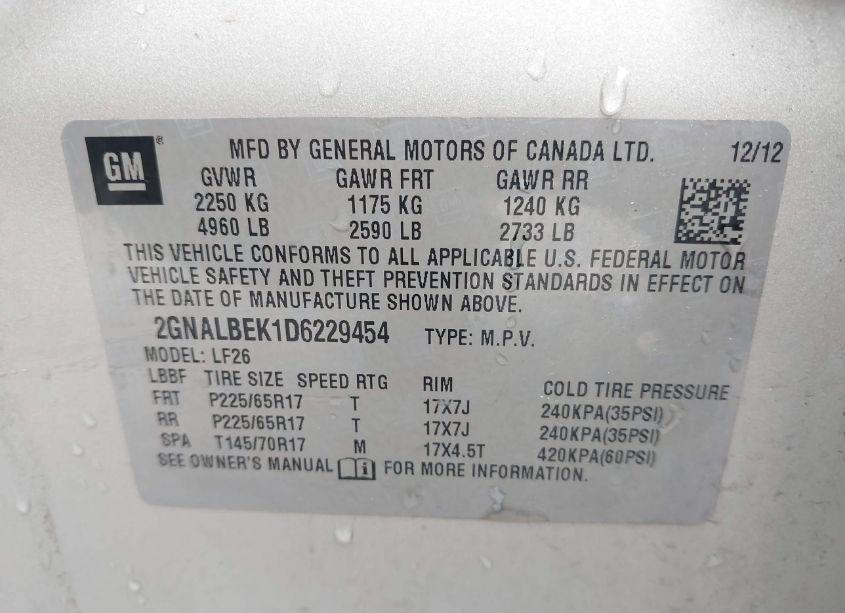 GM ® MFD BY GENERAL MOTORS OF CANADA LTD. 12/12
GVWR GAWR FRT GAWR RR
2250 KG 1175 KG 1240 KG
4960 LB 2590 LB 2733 LB
THIS VEHICLE CONFORMS TO ALL APPLICABLE U.S. FEDERAL MOTOR
VEHICLE SAFETY AND THEFT PREVENTION STANDARDS IN EFFECT ON
THE DATE OF MANUFACTURE SHOWN ABOVE.
2GNALBEK1D6229454 TYPE: M.P.V.
MODEL: LF26
LBBF TIRE SIZE SPEED RTG RIM COLD TIRE PRESSURE
FRT P225/65R17 T 17X7J 240KPA(35PSI)
RR P225/65R17 T 17X7J 240KPA(35PSI)
SPA T145/70R17 M 17X4.5T 420KPA(60PSI)
SEE OWNER'S MANUAL i FOR MORE INFORMATION.